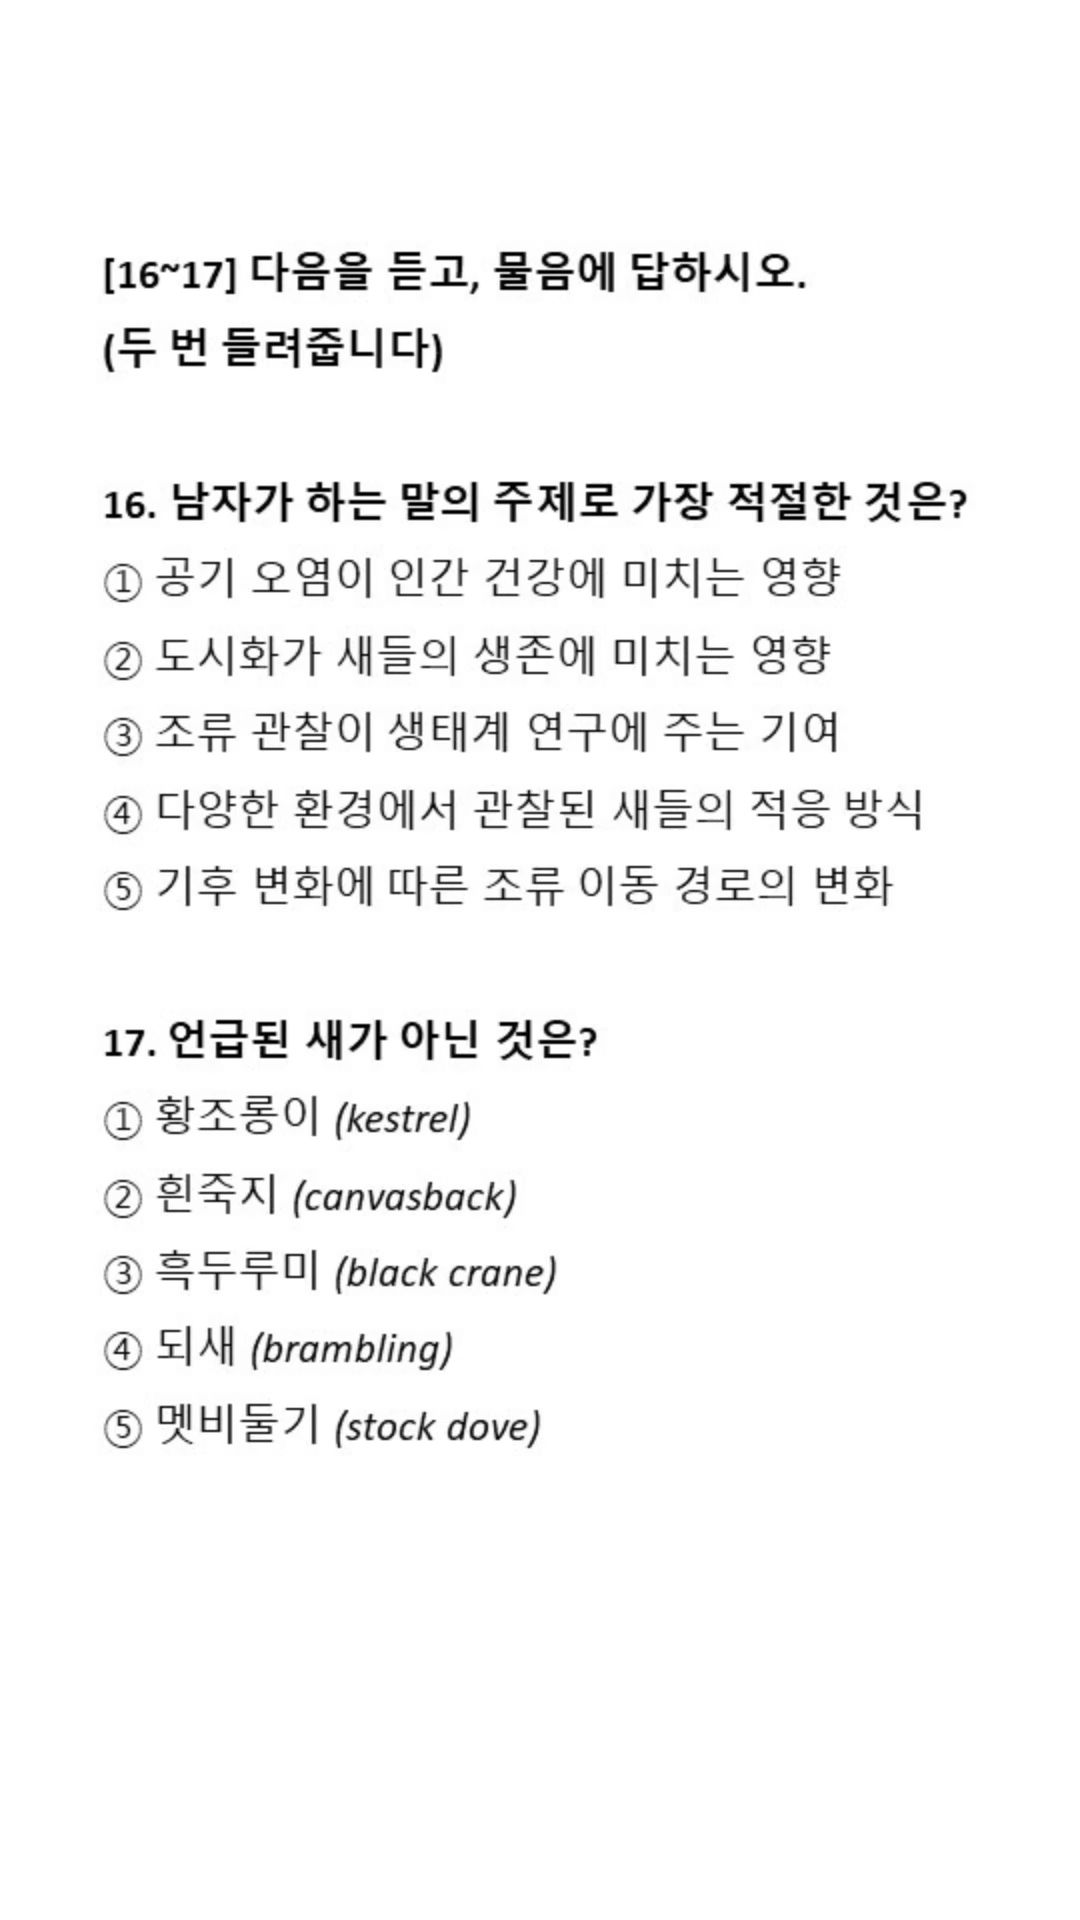 [16~17] 다음을 듣고, 물음에 답하시오.
(두 번 들려줍니다)
16. 남자가 하는 말의 주제로 가장 적절한 것은?
① 공기 오염이 인간 건강에 미치는 영향
② 도시화가 새들의 생존에 미치는 영향
③ 조류 관찰이 생태계 연구에 주는 기여
④ 다양한 환경에서 관찰된 새들의 적응 방식
⑤ 기후 변화에 따른 조류 이동 경로의 변화
17. 언급된 새가 아닌 것은?
① 황조롱이 (kestrel)
② 흰죽지 (canvasback)
③ 흑두루미 (black crane)
④ 되새 (brambling)
⑤ 멧비둘기 (stock dove)